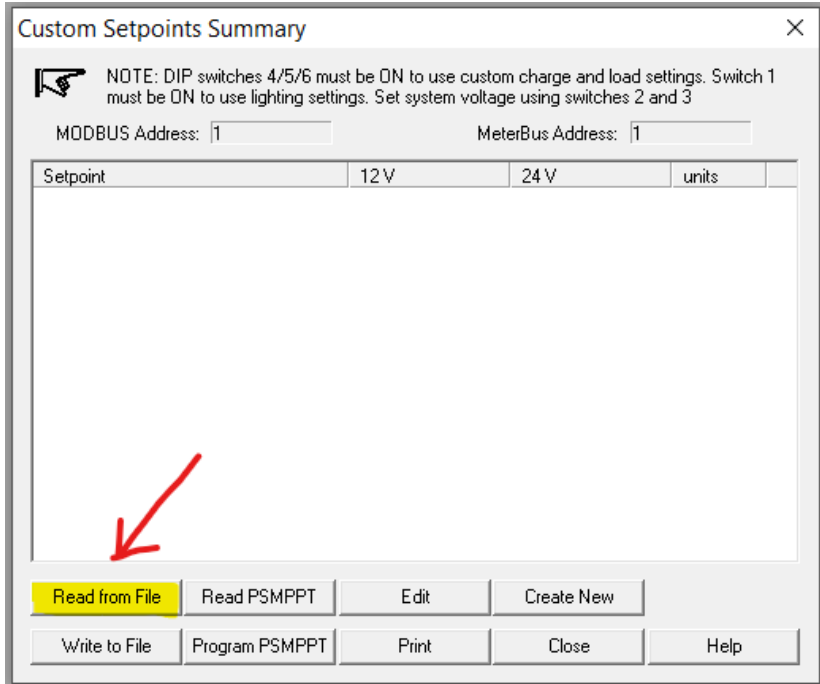 Custom Setpoints Summary
NOTE: DIP switches 4/5/6 must be ON to use custom charge and load settings. Switch 1
must be ON to use lighting settings. Set system voltage using switches 2 and 3
MODBUS Address: 1 MeterBus Address: 1
Setpoint 12 V 24 V units
Read from File Read PSMPPT Edit Create New
Write to File Program PSMPPT Print Close Help